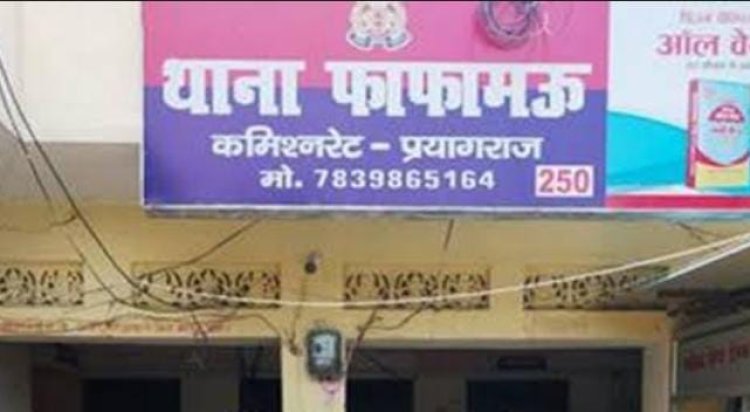 थाना फाफामऊ
कमिश्नरेट - प्रयागराज
मो. 7839865164
250
ऑल